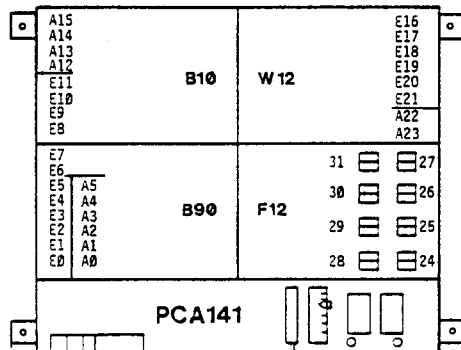 A15
A14
A13
A12
E11
E10
E9
E8
B10
W12
E16
E17
E18
E19
E20
E21
A22
A23
E7
E6
E5 A5
E4 A4
E3 A3
E2 A2
E1 A1
E0 A0
B90
F12
31 27
30 26
29 25
28 24
PCA141